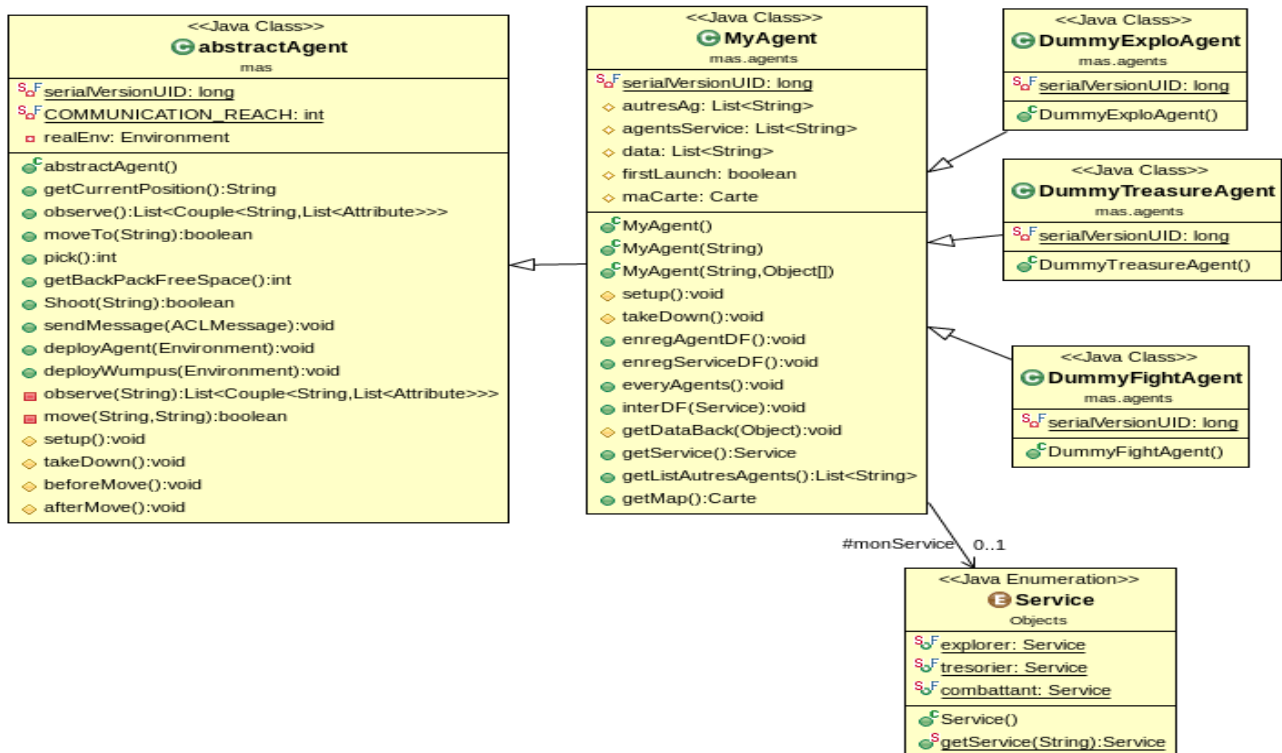 <<Java Class>>
abstractAgent
mas
serialVersionUID: long
COMMUNICATION_REACH: int
realEnv: Environment
abstractAgent()
getCurrentPosition():String
observe():List<Couple<String,List<Attribute>>>
moveTo(String):boolean
pick():int
getBackPackFreeSpace():int
Shoot(String):boolean
sendMessage(ACLMessage):void
deployAgent(Environment):void
deployWumpus(Environment):void
observe(String):List<Couple<String,List<Attribute>>>
move(String,String):boolean
setup():void
takeDown():void
beforeMove():void
afterMove():void
<<Java Class>>
MyAgent
mas.agents
serialVersionUID: long
autresAg: List<String>
agentsService: List<String>
data: List<String>
firstLaunch: boolean
maCarte: Carte
MyAgent()
MyAgent(String)
MyAgent(String,Object[])
setup():void
takeDown():void
enregAgentDF():void
enregServiceDF():void
everyAgents():void
interDF(Service):void
getDataBack(Object):void
getService():Service
getListAutresAgents():List<String>
getMap():Carte
<<Java Class>>
DummyExploAgent
mas.agents
serialVersionUID: long
DummyExploAgent()
<<Java Class>>
DummyTreasureAgent
mas.agents
serialVersionUID: long
DummyTreasureAgent()
<<Java Class>>
DummyFightAgent
mas.agents
serialVersionUID: long
DummyFightAgent()
#monService 0..1
<<Java Enumeration>>
Service
Objects
explorer: Service
tresorier: Service
combattant: Service
Service()
getService(String):Service